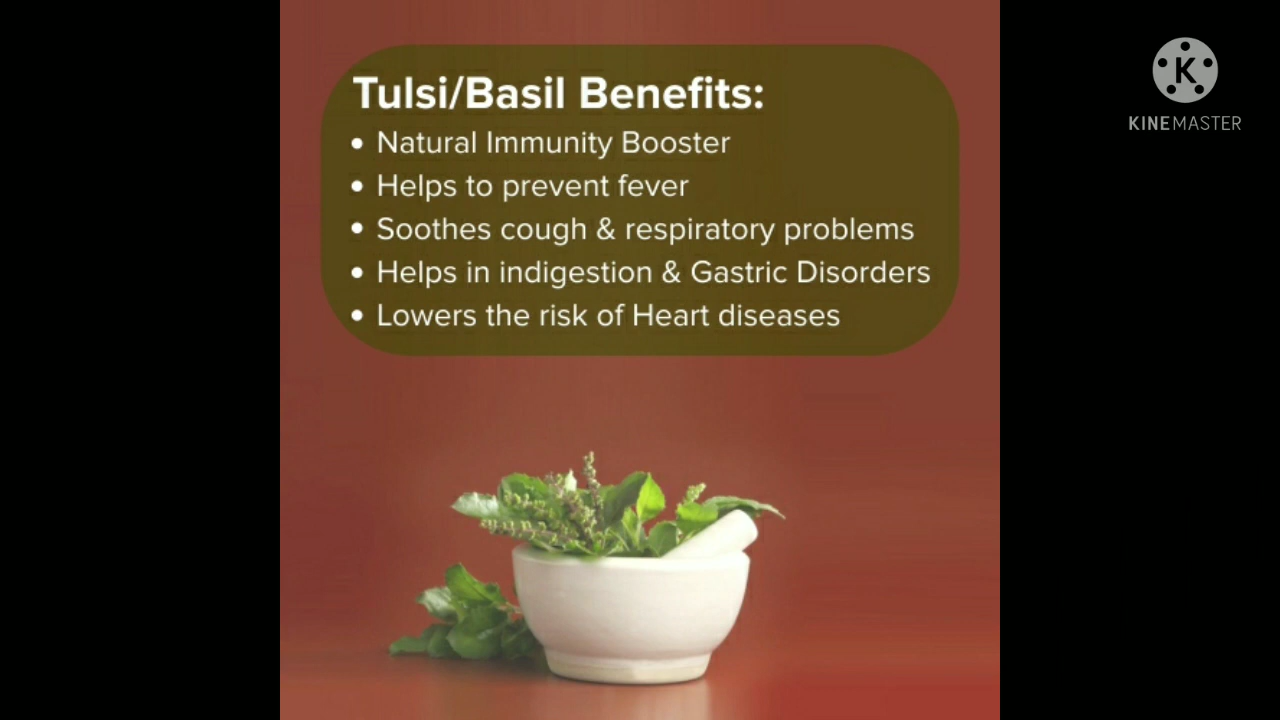 Tulsi/Basil Benefits:
• Natural Immunity Booster
• Helps to prevent fever
• Soothes cough & respiratory problems
• Helps in indigestion & Gastric Disorders
• Lowers the risk of Heart diseases
K
KINEMASTER